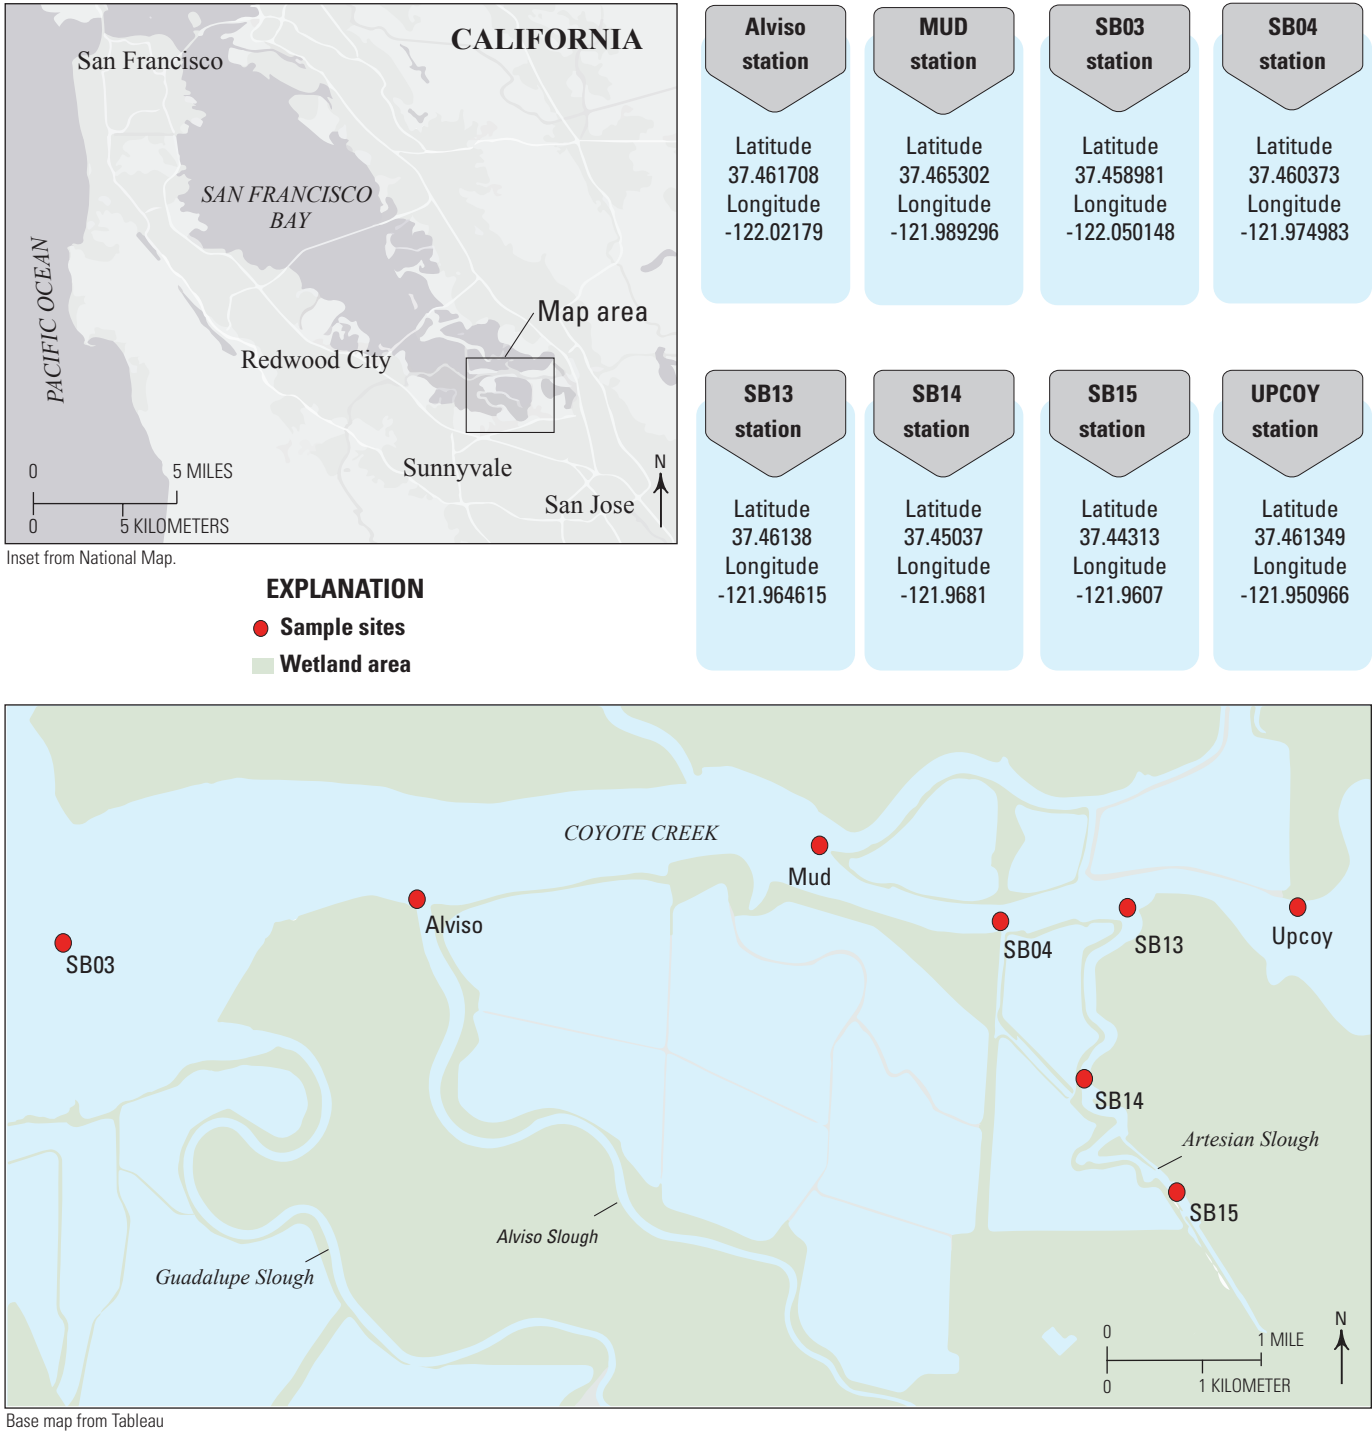 CALIFORNIA
San Francisco
SAN FRANCISCO
BAY
PACIFIC OCEAN
Map area
Redwood City
Sunnyvale
San Jose
N
0
5 MILES
0
5 KILOMETERS
Inset from National Map.
EXPLANATION
Sample sites
Wetland area
Alviso
station
Latitude
37.461708
Longitude
-122.02179
MUD
station
Latitude
37.465302
Longitude
-121.989296
SB03
station
Latitude
37.458981
Longitude
-122.050148
SB04
station
Latitude
37.460373
Longitude
-121.974983
SB13
station
Latitude
37.46138
Longitude
-121.964615
SB14
station
Latitude
37.45037
Longitude
-121.9681
SB15
station
Latitude
37.44313
Longitude
-121.9607
UPCOY
station
Latitude
37.461349
Longitude
-121.950966
COYOTE CREEK
Mud
Alviso
SB03
SB04
SB13
Upcoy
SB14
Artesian Slough
SB15
Alviso Slough
Guadalupe Slough
N
0
1 MILE
0
1 KILOMETER
Base map from Tableau